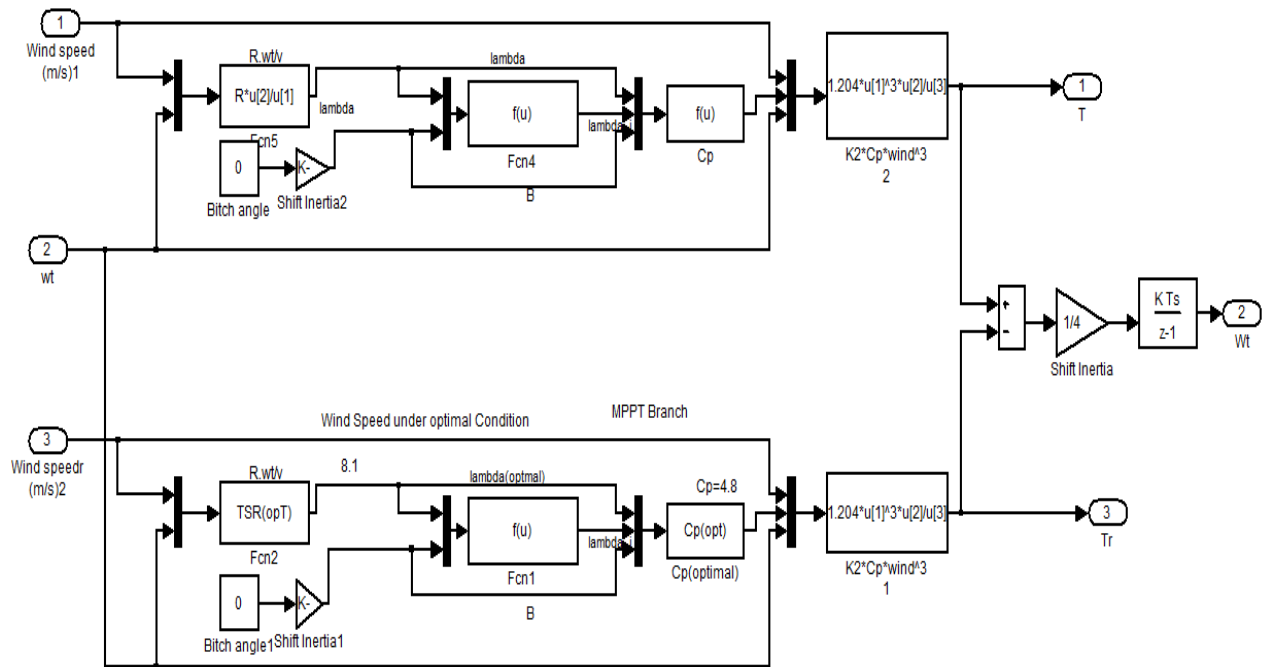 1
Wind speed
(m/s)1
R.wt/v
R*u[2]/u[1]
Fcn5
lambda
lambda
0
Bitch angle
K-
Shift Inertia2
f(u)
Fcn4
lambda_i
B
f(u)
Cp
1.204*u[1]^3*u[2]/u[3]
K2*Cp*wind^3
2
1
T
2
wt
1/4
Shift Inertia
K Ts
z-1
2
Wt
+
−
Wind Speed under optimal Condition
MPPT Branch
3
Wind speedr
(m/s)2
R.wt/v
8.1
TSR(opT)
Fcn2
lambda(optmal)
0
Bitch angle1
K-
Shift Inertia1
f(u)
Fcn1
lambda_i
B
Cp=4.8
Cp(opt)
Cp(optimal)
1.204*u[1]^3*u[2]/u[3]
K2*Cp*wind^3
1
3
Tr